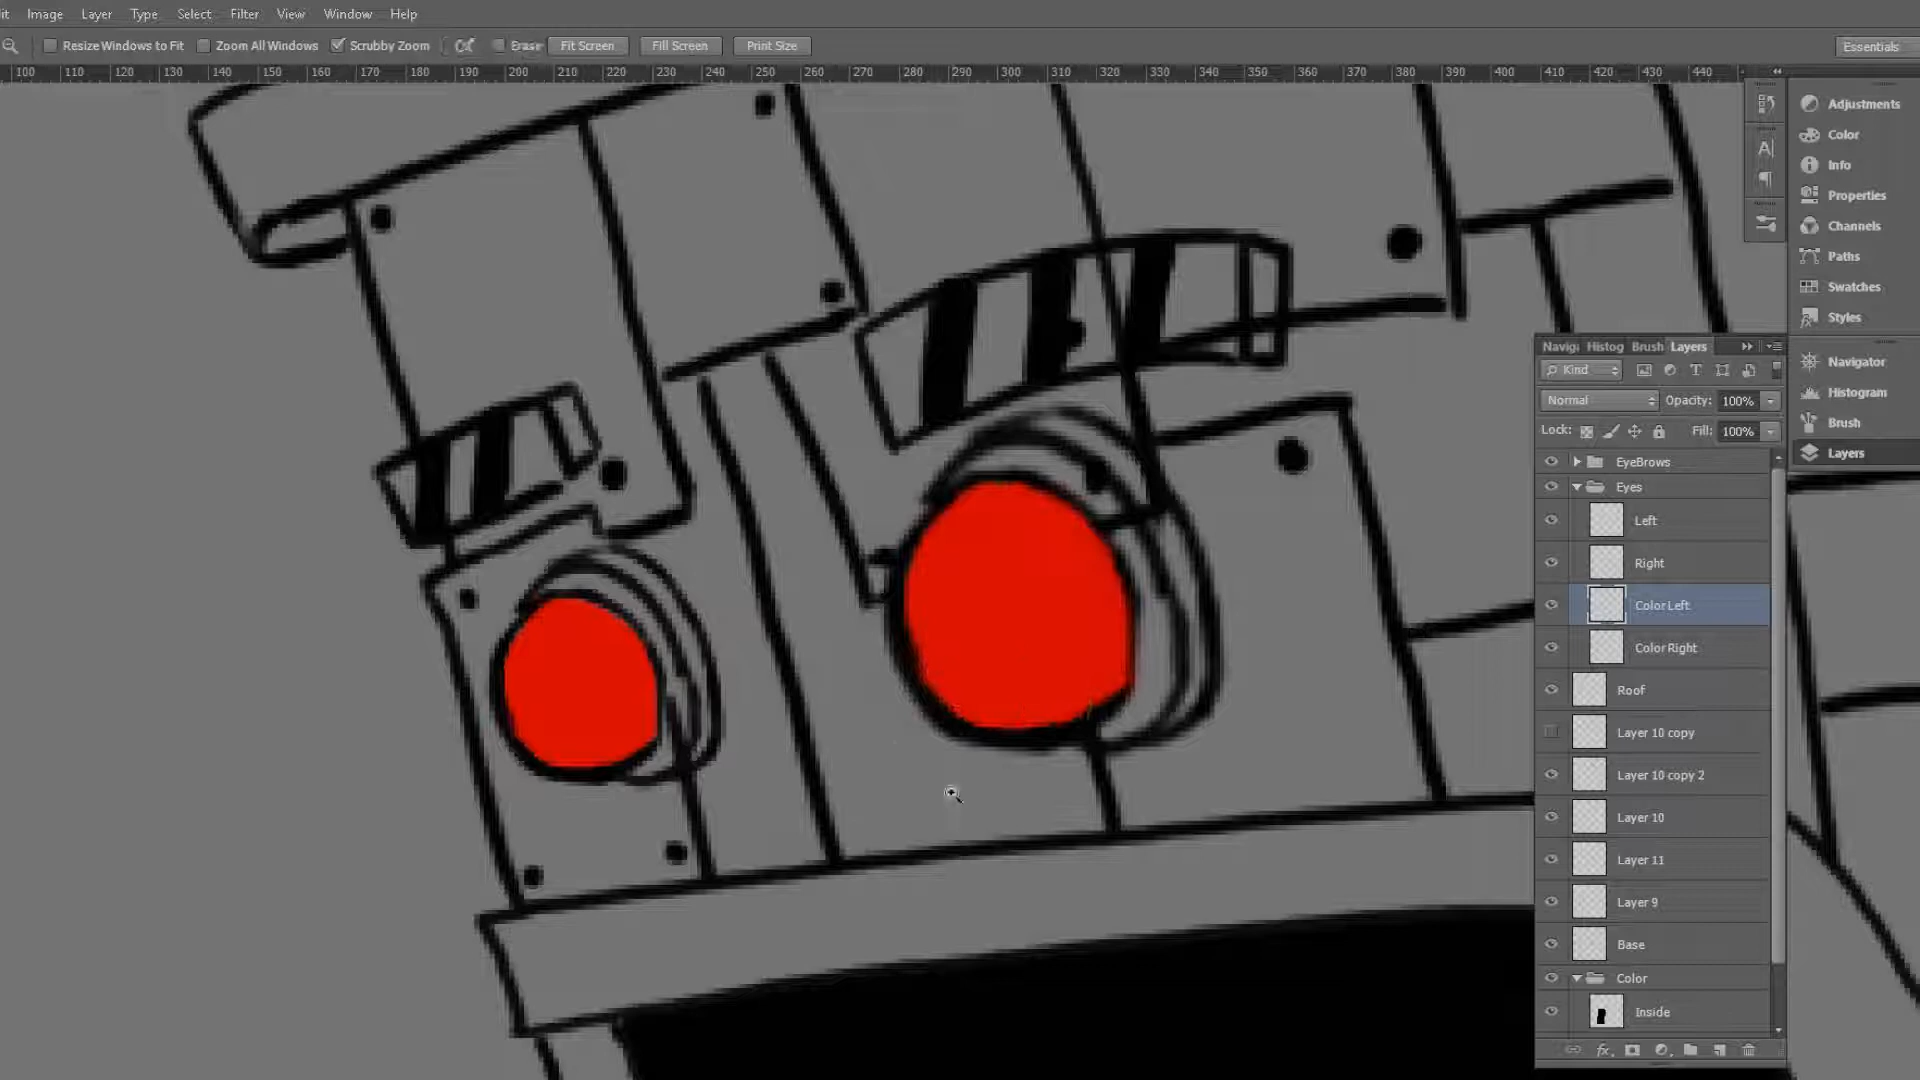 it Image Layer Type Select Filter View Window Help
Resize Windows to Fit Zoom All Windows Scrubby Zoom Erase Fit Screen Fill Screen Print Size Essentials
100 110 120 130 140 150 160 170 180 190 200 210 220 230 240 250 260 270 280 290 300 310 320 330 340 350 360 370 380 390 400 410 420 430 440
Adjustments
Color
Info
Properties
Channels
Paths
Swatches
Styles
Navigator
Histogram
Brush
Layers
Navig Histog Brush Layers
Kind
Normal Opacity: 100%
Lock: Fill: 100%
EyeBrows
Eyes
Left
Right
Color Left
Color Right
Roof
Layer 10 copy
Layer 10 copy 2
Layer 10
Layer 11
Layer 9
Base
Color
Inside